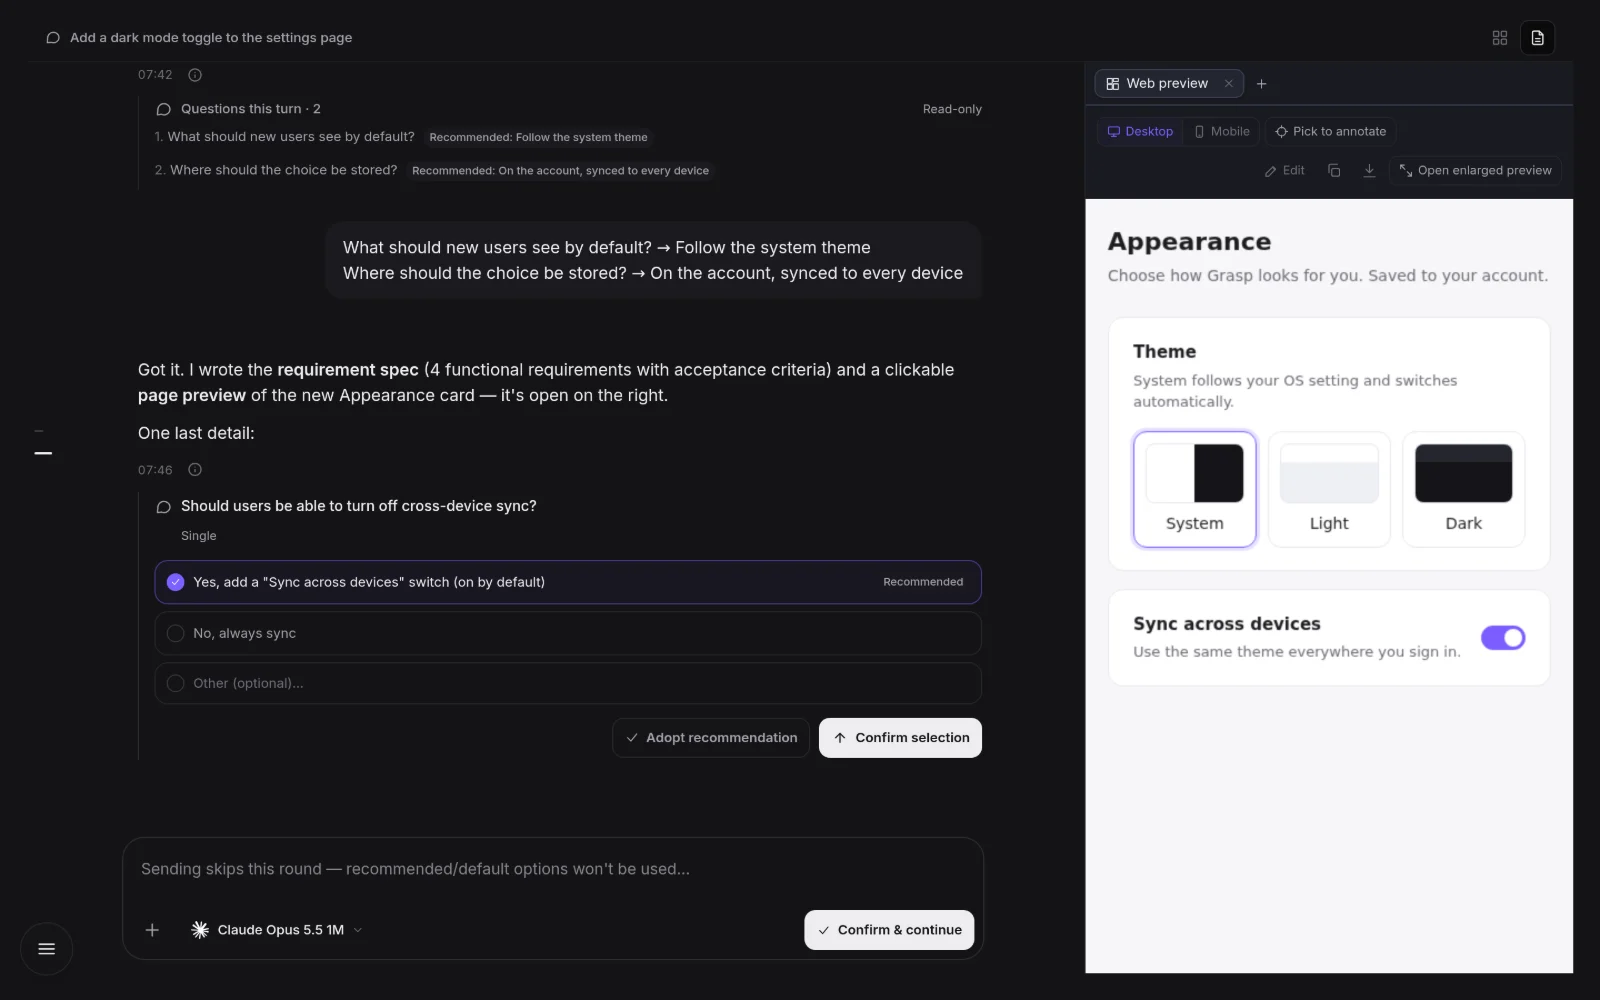 Add a dark mode toggle to the settings page
07:42
Questions this turn · 2
Read-only
1. What should new users see by default? Recommended: Follow the system theme
2. Where should the choice be stored? Recommended: On the account, synced to every device
What should new users see by default? → Follow the system theme
Where should the choice be stored? → On the account, synced to every device
Got it. I wrote the requirement spec (4 functional requirements with acceptance criteria) and a clickable
page preview of the new Appearance card — it's open on the right.
One last detail:
07:46
Should users be able to turn off cross-device sync?
Single
Yes, add a "Sync across devices" switch (on by default)
Recommended
No, always sync
Other (optional)...
Adopt recommendation
Confirm selection
Sending skips this round — recommended/default options won't be used...
Claude Opus 5.5 1M
Confirm & continue
Web preview
Desktop
Mobile
Pick to annotate
Edit
Open enlarged preview
Appearance
Choose how Grasp looks for you. Saved to your account.
Theme
System follows your OS setting and switches
automatically.
System
Light
Dark
Sync across devices
Use the same theme everywhere you sign in.